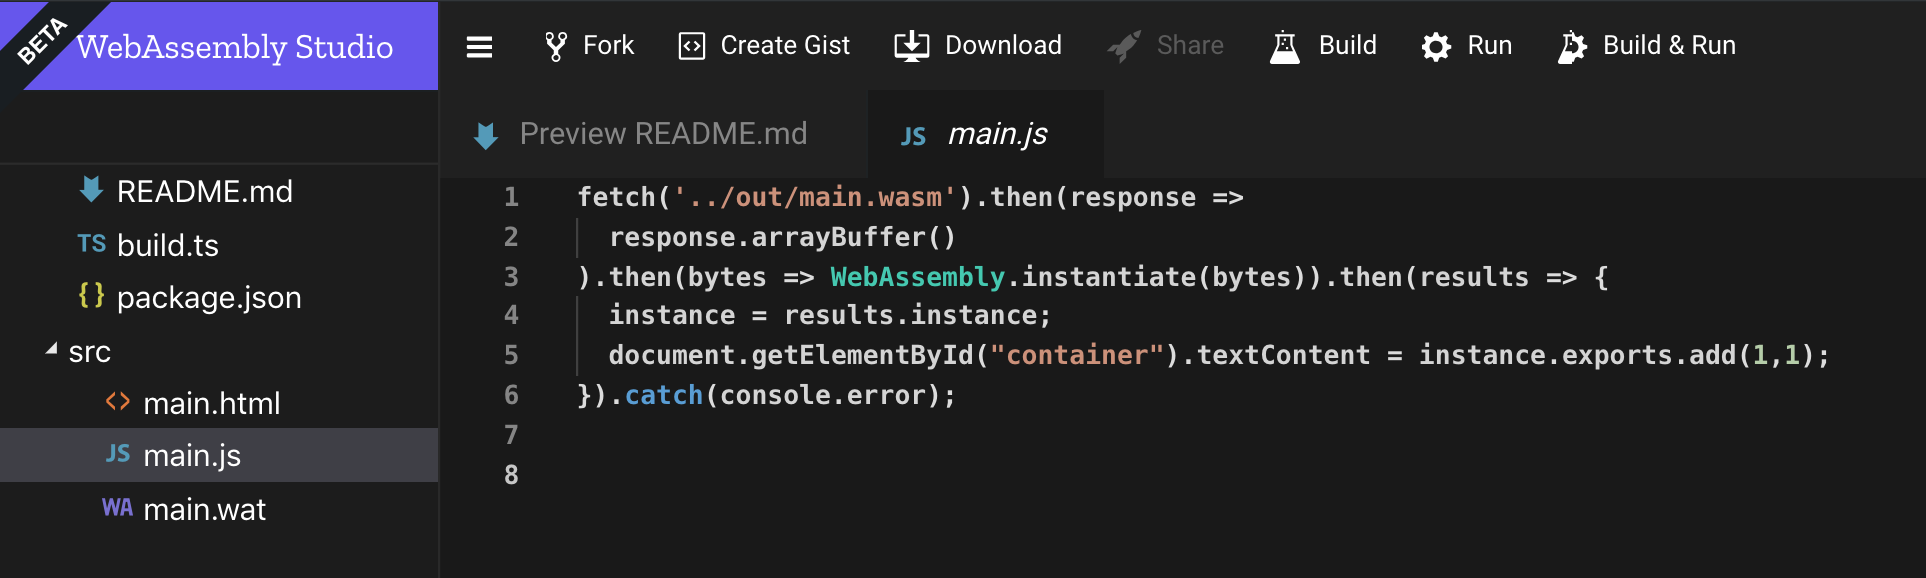 BETA
WebAssembly Studio
Fork Create Gist Download Share Build Run Build & Run
Preview README.md JS main.js
README.md
TS build.ts
{} package.json
src
<> main.html
JS main.js
WA main.wat
1 fetch('../out/main.wasm').then(response =>
2 response.arrayBuffer()
3 ).then(bytes => WebAssembly.instantiate(bytes)).then(results => {
4 instance = results.instance;
5 document.getElementById("container").textContent = instance.exports.add(1,1);
6 }).catch(console.error);
7
8